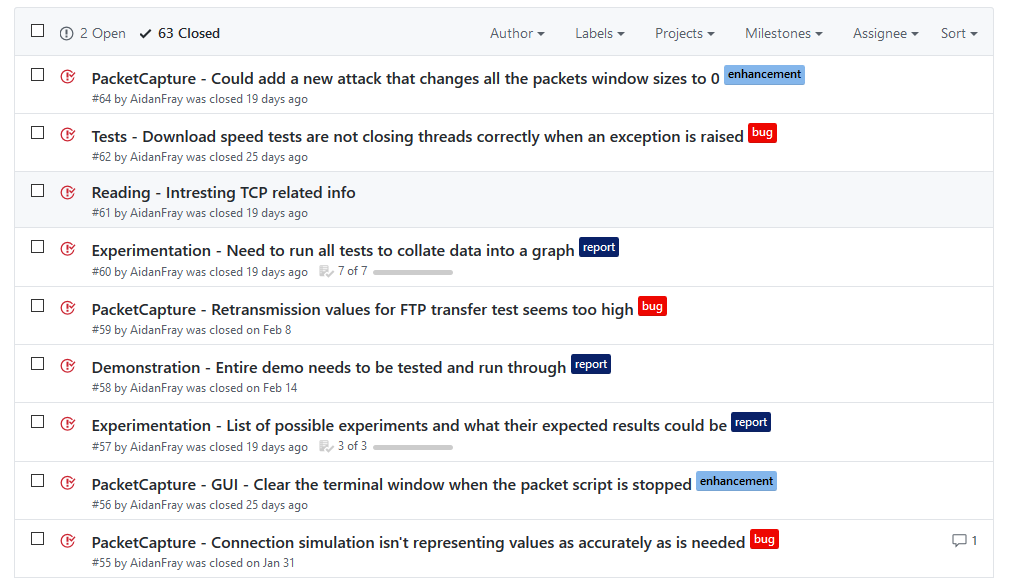 2 Open 63 Closed Author Labels Projects Milestones Assignee Sort
PacketCapture - Could add a new attack that changes all the packets window sizes to 0 enhancement
#64 by AidanFray was closed 19 days ago
Tests - Download speed tests are not closing threads correctly when an exception is raised bug
#62 by AidanFray was closed 25 days ago
Reading - Intresting TCP related info
#61 by AidanFray was closed 19 days ago
Experimentation - Need to run all tests to collate data into a graph report
#60 by AidanFray was closed 19 days ago 7 of 7
PacketCapture - Retransmission values for FTP transfer test seems too high bug
#59 by AidanFray was closed on Feb 8
Demonstration - Entire demo needs to be tested and run through report
#58 by AidanFray was closed on Feb 14
Experimentation - List of possible experiments and what their expected results could be report
#57 by AidanFray was closed 19 days ago 3 of 3
PacketCapture - GUI - Clear the terminal window when the packet script is stopped enhancement
#56 by AidanFray was closed 25 days ago
PacketCapture - Connection simulation isn't representing values as accurately as is needed bug 1
#55 by AidanFray was closed on Jan 31